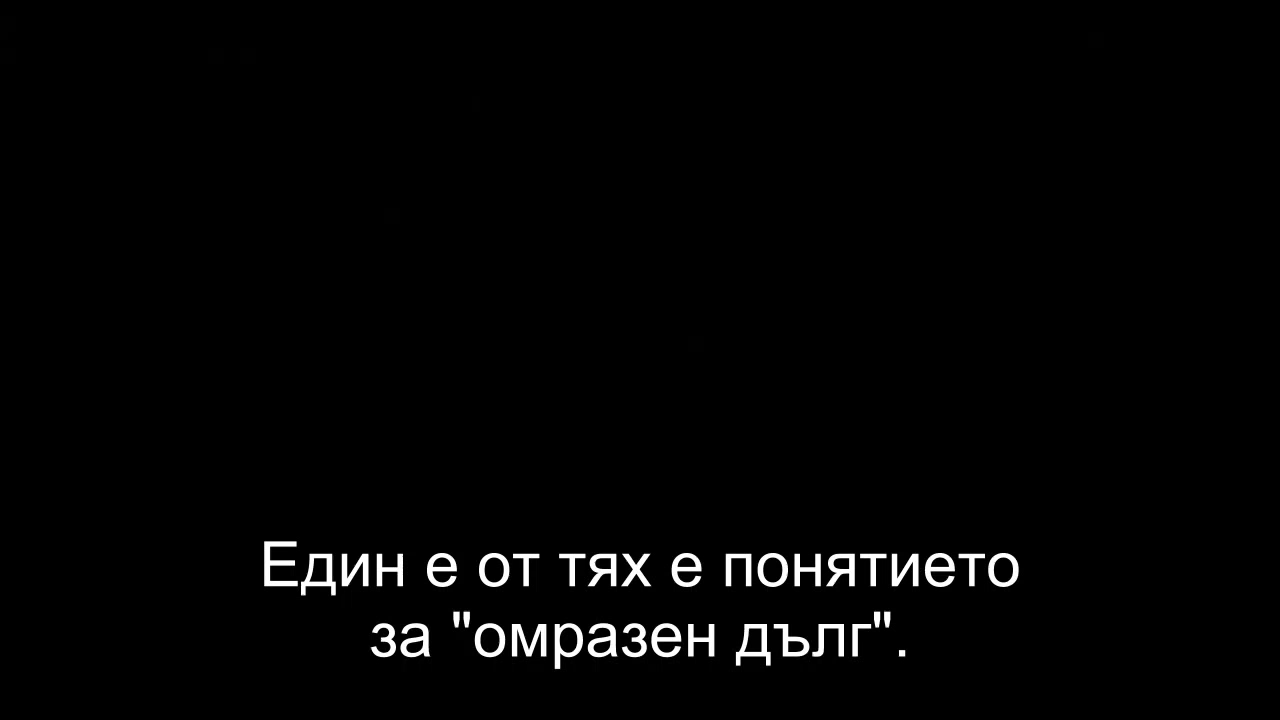 Един е от тях е понятието
за "омразен дълг".